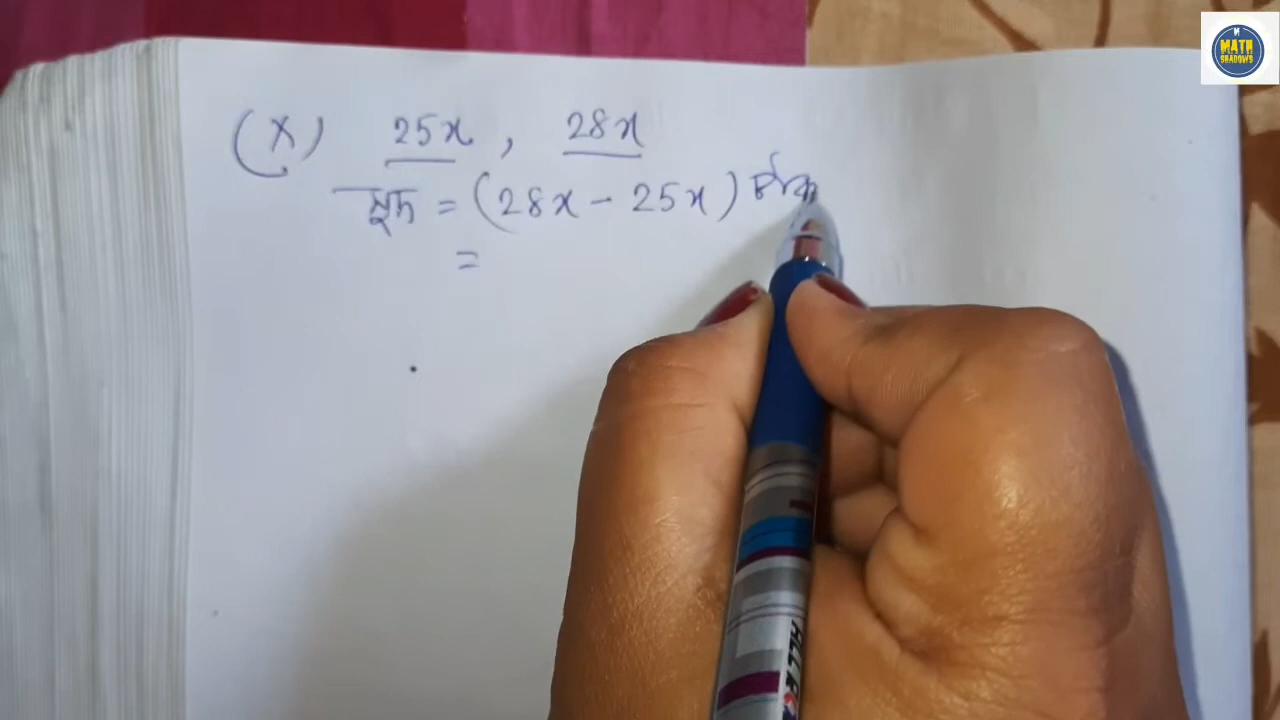 (X) 25x, 28x
সুদ = (28x - 25x) টাকা
=
M
MATH
SHADOWS